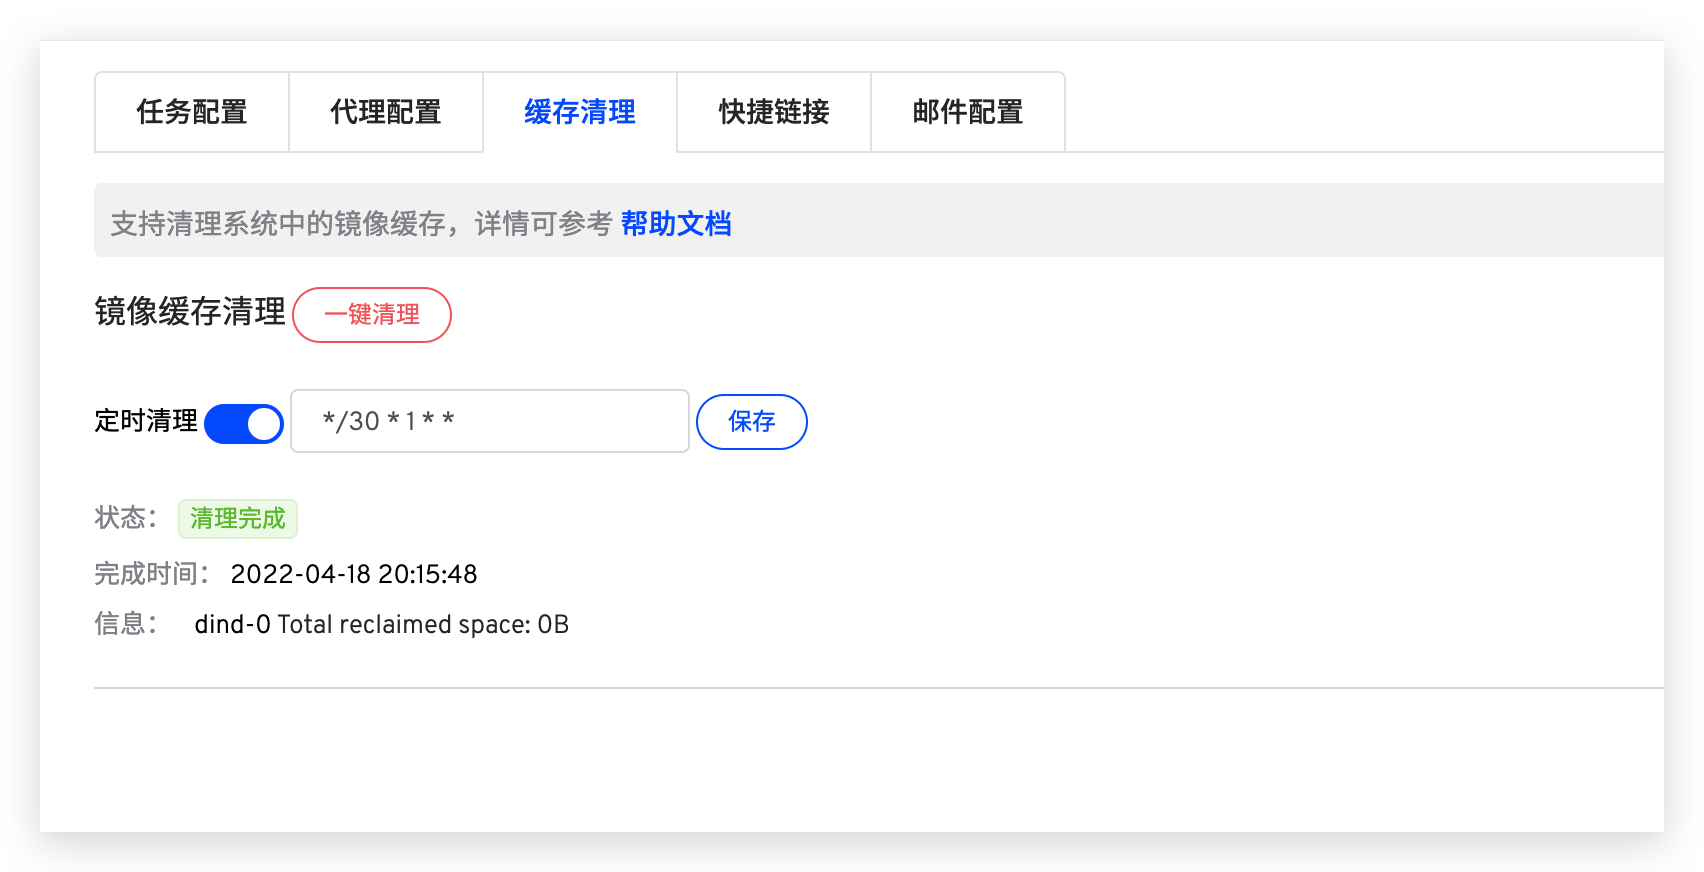 任务配置 代理配置 缓存清理 快捷链接 邮件配置
支持清理系统中的镜像缓存，详情可参考 帮助文档
镜像缓存清理 一键清理
定时清理 */30 * 1 * * 保存
状态： 清理完成
完成时间： 2022-04-18 20:15:48
信息： dind-0 Total reclaimed space: 0B